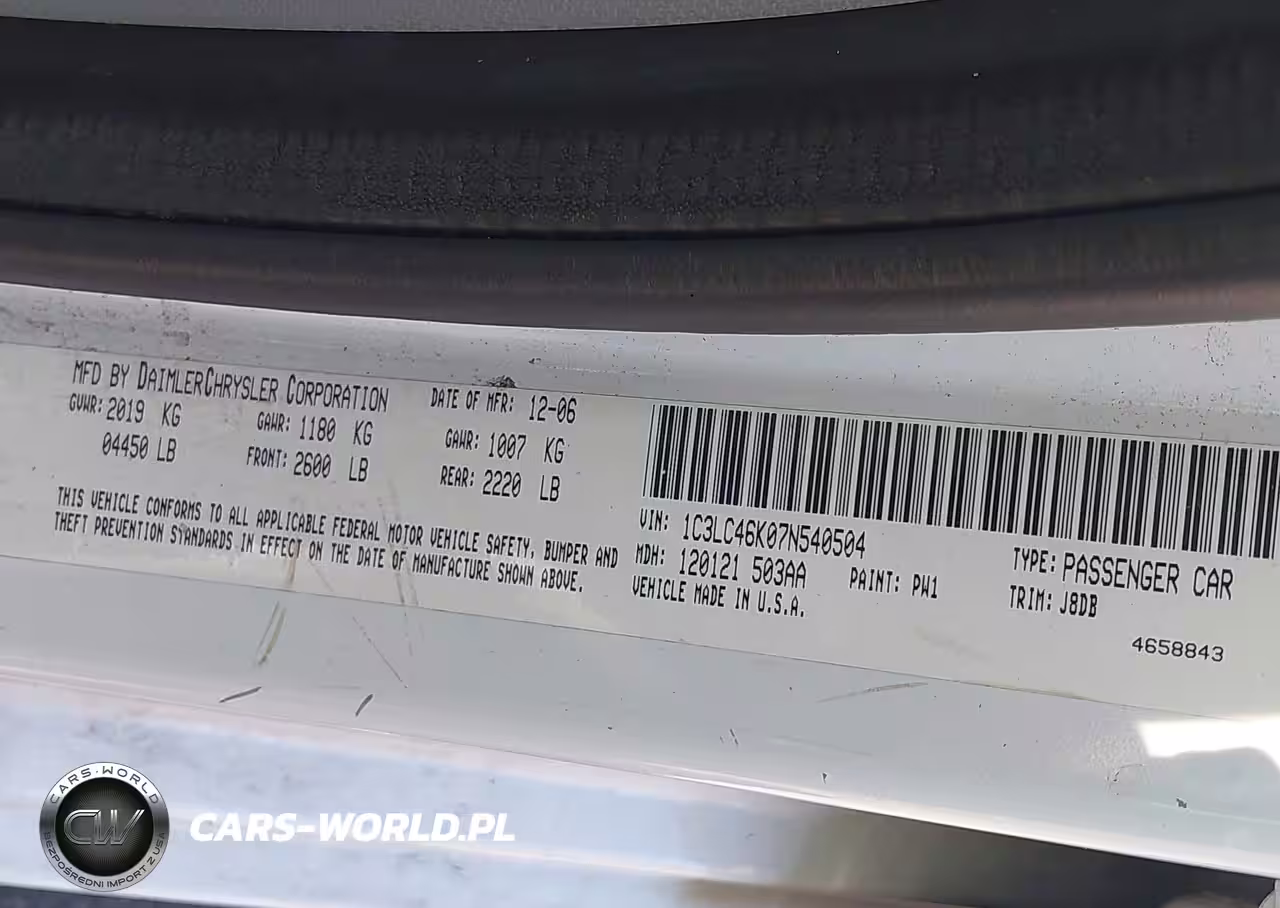 MFD BY DAIMLERCHRYSLER CORPORATION
DATE OF MFR: 12-06
GVWR: 2019 KG
GAWR: 1180 KG
GAWR: 1007 KG
04450 LB
FRONT: 2600 LB
REAR: 2220 LB
THIS VEHICLE CONFORMS TO ALL APPLICABLE FEDERAL MOTOR VEHICLE SAFETY, BUMPER AND
THEFT PREVENTION STANDARDS IN EFFECT ON THE DATE OF MANUFACTURE SHOWN ABOVE.
VIN: 1C3LC46K07N540504
TYPE: PASSENGER CAR
MDH: 120121 503AA
PAINT: PW1
TRIM: J8DB
VEHICLE MADE IN U.S.A.
4658843
CARS-WORLD
CW
BEZPOŚREDNI IMPORT Z USA
CARS-WORLD.PL